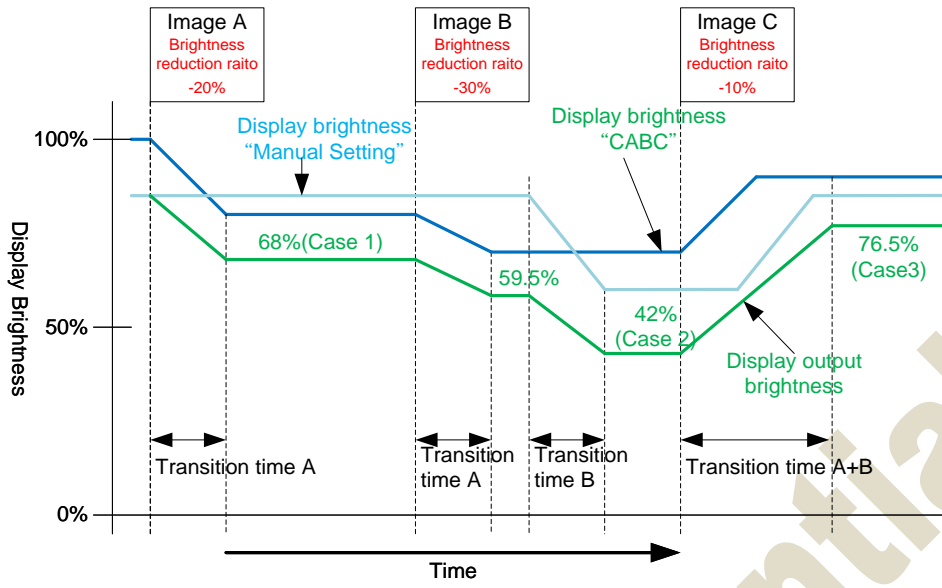 Image A
Brightness
reduction raito
-20%
Image B
Brightness
reduction raito
-30%
Image C
Brightness
reduction raito
-10%
100%
Display brightness
“Manual Setting”
Display brightness
“CABC”
68%(Case 1)
59.5%
76.5%
(Case3)
50%
42%
(Case 2)
Display output
brightness
Display Brightness
Transition time A
Transition
time A
Transition
time B
Transition time A+B
0%
Time